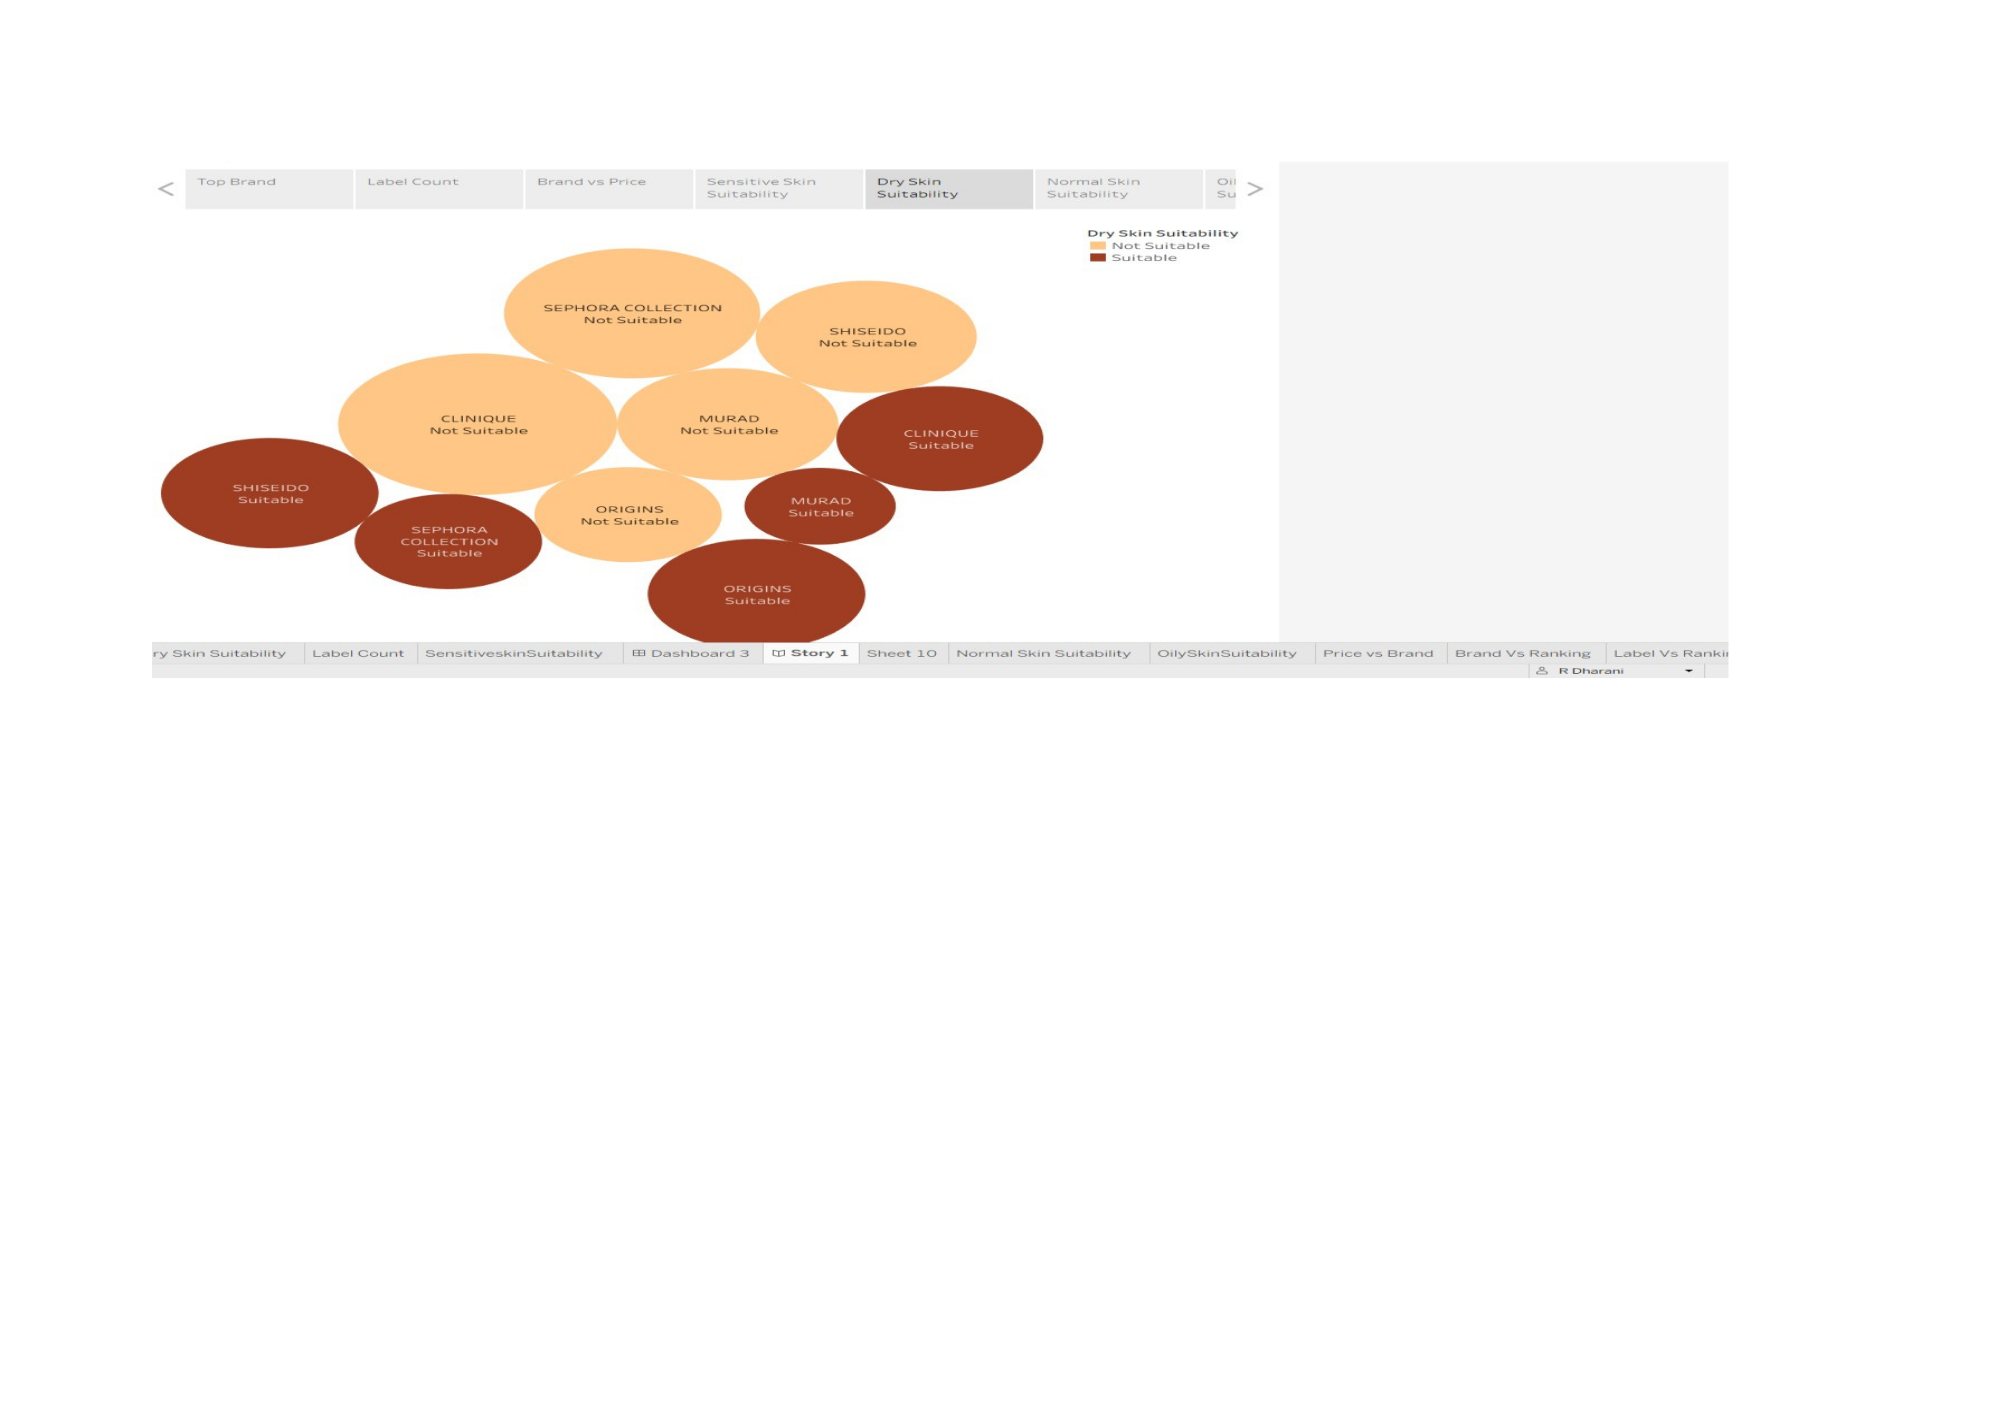 <
Top Brand
Label Count
Brand vs Price
Sensitive Skin
Suitability
Dry Skin
Suitability
Normal Skin
Suitability
Oil
Su
>
Dry Skin Suitability
Not Suitable
Suitable
SEPHORA COLLECTION
Not Suitable
SHISEIDO
Not Suitable
CLINIQUE
Not Suitable
MURAD
Not Suitable
CLINIQUE
Suitable
SHISEIDO
Suitable
SEPHORA
COLLECTION
Suitable
ORIGINS
Not Suitable
MURAD
Suitable
ORIGINS
Suitable
ry Skin Suitability
Label Count
SensitiveskinSuitability
Dashboard 3
Story 1
Sheet 10
Normal Skin Suitability
OilySkinSuitability
Price vs Brand
Brand Vs Ranking
Label Vs Rankin
R Dharani